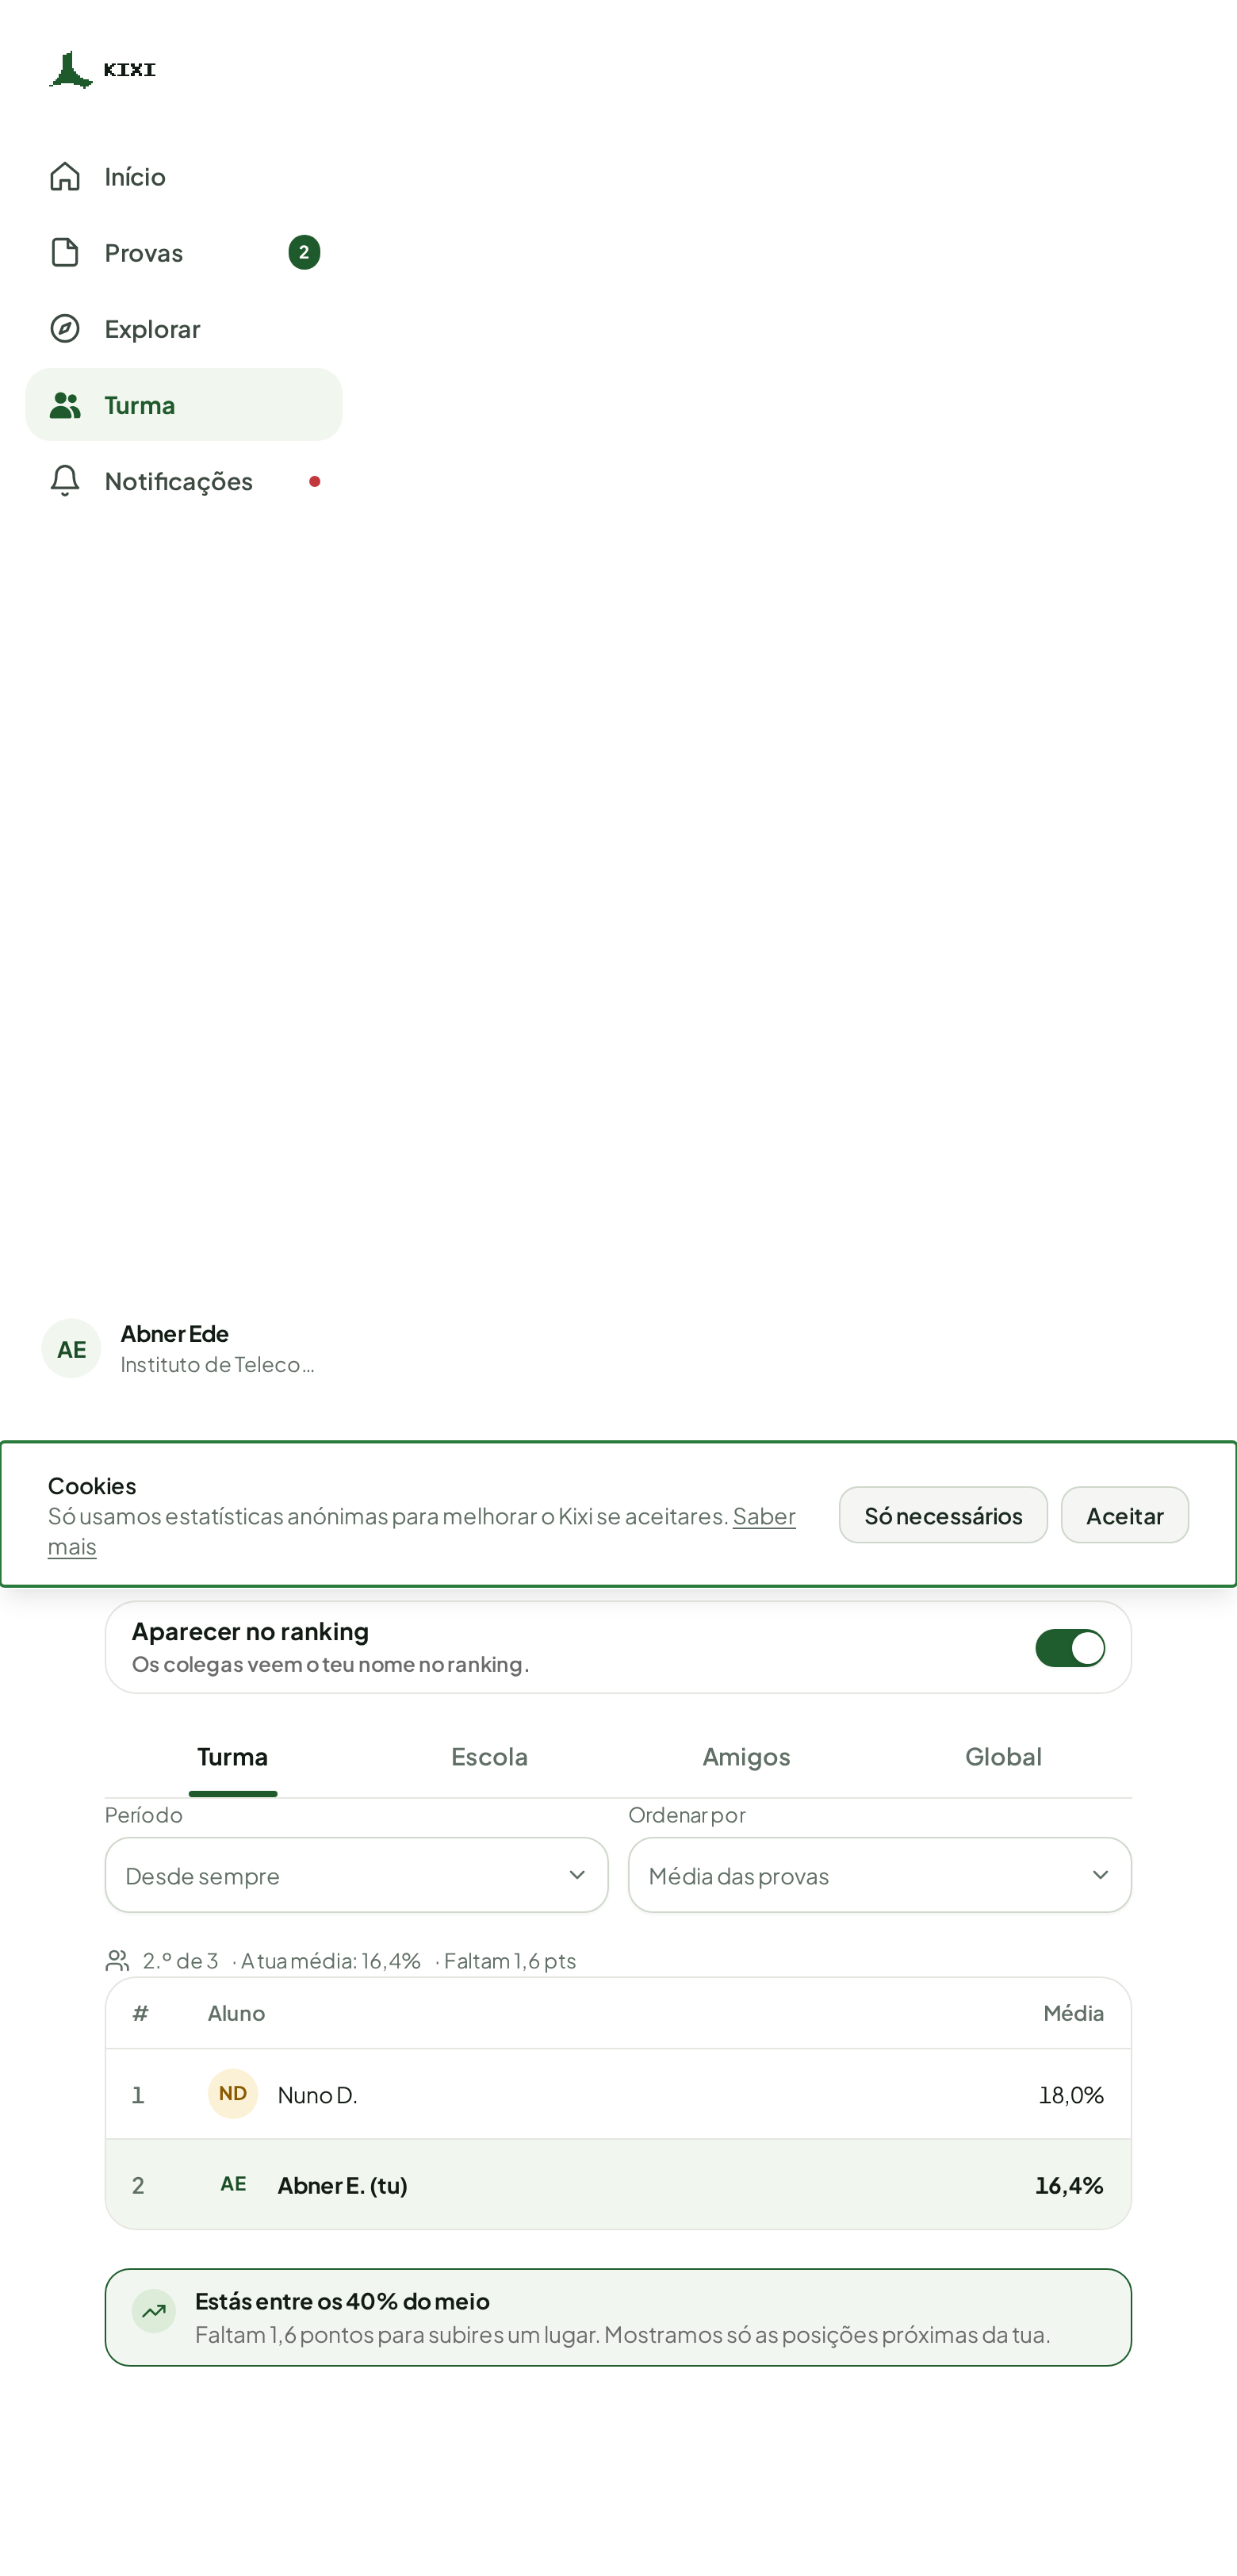 KIXI
Início
Provas 2
Explorar
Turma
Notificações
AE
Abner Ede
Instituto de Teleco...
Cookies
Só usamos estatísticas anónimas para melhorar o Kixi se aceitares. Saber
mais
Só necessários Aceitar
Aparecer no ranking
Os colegas veem o teu nome no ranking.
Turma Escola Amigos Global
Período Ordenar por
Desde sempre Média das provas
2.º de 3 · A tua média: 16,4% · Faltam 1,6 pts
# Aluno Média
1 ND Nuno D. 18,0%
2 AE Abner E. (tu) 16,4%
Estás entre os 40% do meio
Faltam 1,6 pontos para subires um lugar. Mostramos só as posições próximas da tua.